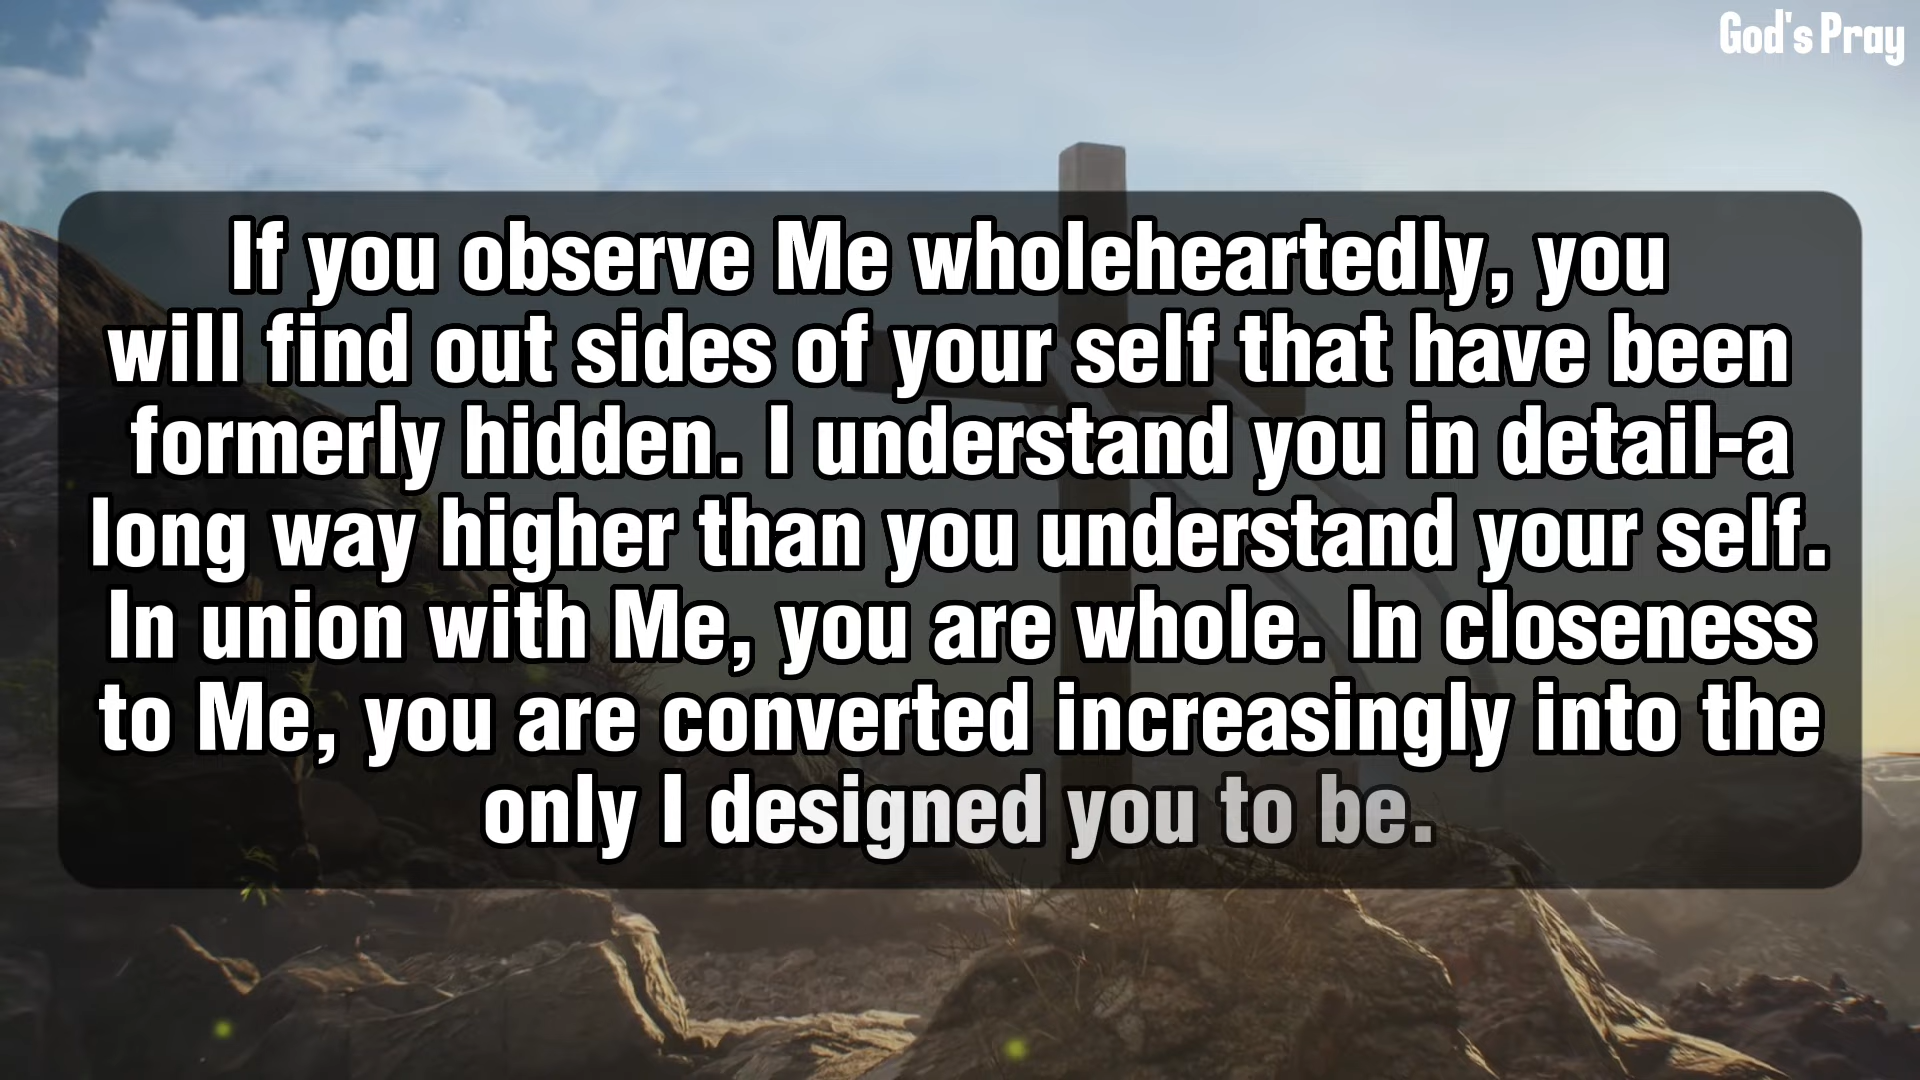 God's Pray
If you observe Me wholeheartedly, you
will find out sides of your self that have been
formerly hidden. I understand you in detail-a
long way higher than you understand your self.
In union with Me, you are whole. In closeness
to Me, you are converted increasingly into the
only I designed you to be.